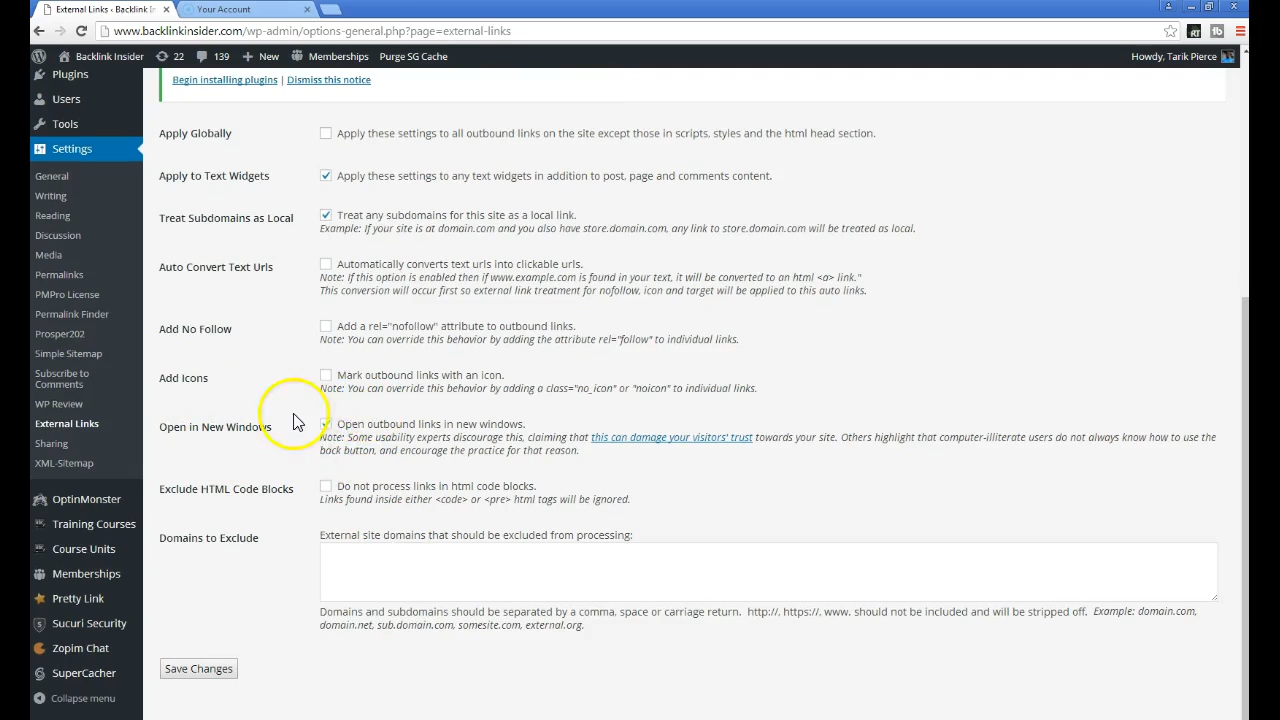 External Links ‹ Backlink I
Your Account
www.backlinkinsider.com/wp-admin/options-general.php?page=external-links
Backlink Insider
22
139
New
Memberships
Purge SG Cache
Howdy, Tarik Pierce
Plugins
Users
Tools
Settings
General
Writing
Reading
Discussion
Media
Permalinks
PMPro License
Permalink Finder
Prosper202
Simple Sitemap
Subscribe to
Comments
WP Review
External Links
Sharing
XML-Sitemap
OptinMonster
Training Courses
Course Units
Memberships
Pretty Link
Sucuri Security
Zopim Chat
SuperCacher
Collapse menu
Begin installing plugins | Dismiss this notice
Apply Globally
Apply these settings to all outbound links on the site except those in scripts, styles and the html head section.
Apply to Text Widgets
Apply these settings to any text widgets in addition to post, page and comments content.
Treat Subdomains as Local
Treat any subdomains for this site as a local link.
Example: If your site is at domain.com and you also have store.domain.com, any link to store.domain.com will be treated as local.
Auto Convert Text Urls
Automatically converts text urls into clickable urls.
Note: If this option is enabled then if www.example.com is found in your text, it will be converted to an html <a> link."
This conversion will occur first so external link treatment for nofollow, icon and target will be applied to this auto links.
Add No Follow
Add a rel="nofollow" attribute to outbound links.
Note: You can override this behavior by adding the attribute rel="follow" to individual links.
Add Icons
Mark outbound links with an icon.
Note: You can override this behavior by adding a class="no_icon" or "noicon" to individual links.
Open in New Windows
Open outbound links in new windows.
Note: Some usability experts discourage this, claiming that this can damage your visitors' trust towards your site. Others highlight that computer-illiterate users do not always know how to use the
back button, and encourage the practice for that reason.
Exclude HTML Code Blocks
Do not process links in html code blocks.
Links found inside either <code> or <pre> html tags will be ignored.
Domains to Exclude
External site domains that should be excluded from processing:
Domains and subdomains should be separated by a comma, space or carriage return. http://, https://, www. should not be included and will be stripped off. Example: domain.com,
domain.net, sub.domain.com, somesite.com, external.org.
Save Changes